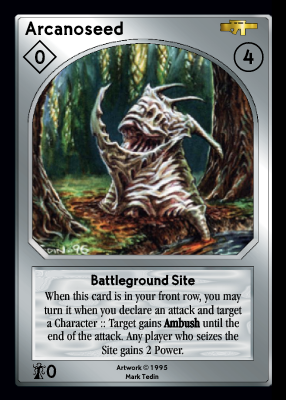 Arcanoseed
0
4
Battleground Site
When this card is in your front row, you may
turn it when you declare an attack and target
a Character :: Target gains Ambush until the
end of the attack. Any player who seizes the
Site gains 2 Power.
0
Artwork © 1995
Mark Tedin